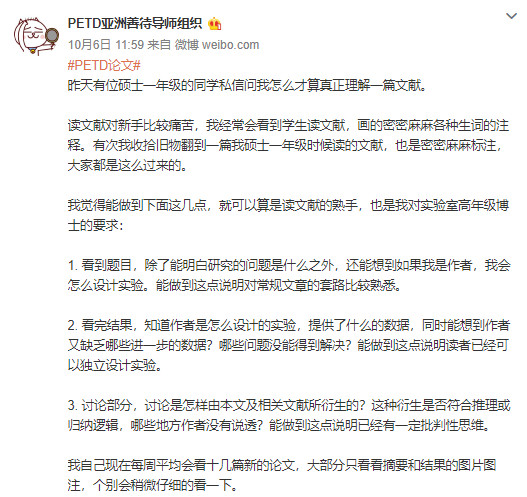 PETD亚洲善待导师组织
10月6日 11:59 来自 微博 weibo.com
#PETD论文#
昨天有位硕士一年级的同学私信问我怎么才算真正理解一篇文献。
读文献对新手比较痛苦，我经常会看到学生读文献，画的密密麻麻各种生词的注
释。有次我收拾旧物翻到一篇我硕士一年级时候读的文献，也是密密麻麻标注，
大家都是这么过来的。
我觉得能做到下面这几点，就可以算是读文献的熟手，也是我对实验室高年级博
士的要求：
1. 看到题目，除了能明白研究的问题是什么之外，还能想到如果我是作者，我会
怎么设计实验。能做到这点说明对常规文章的套路比较熟悉。
2. 看完结果，知道作者是怎么设计的实验，提供了什么的数据，同时能想到作者
又缺乏哪些进一步的数据？哪些问题没能得到解决？能做到这点说明读者已经可
以独立设计实验。
3. 讨论部分，讨论是怎样由本文及相关文献所衍生的？这种衍生是否符合推理或
归纳逻辑，哪些地方作者没有说透？能做到这点说明已经有一定批判性思维。
我自己现在每周平均会看十几篇新的论文，大部分只看看摘要和结果的图片图
注，个别会稍微仔细的看一下。